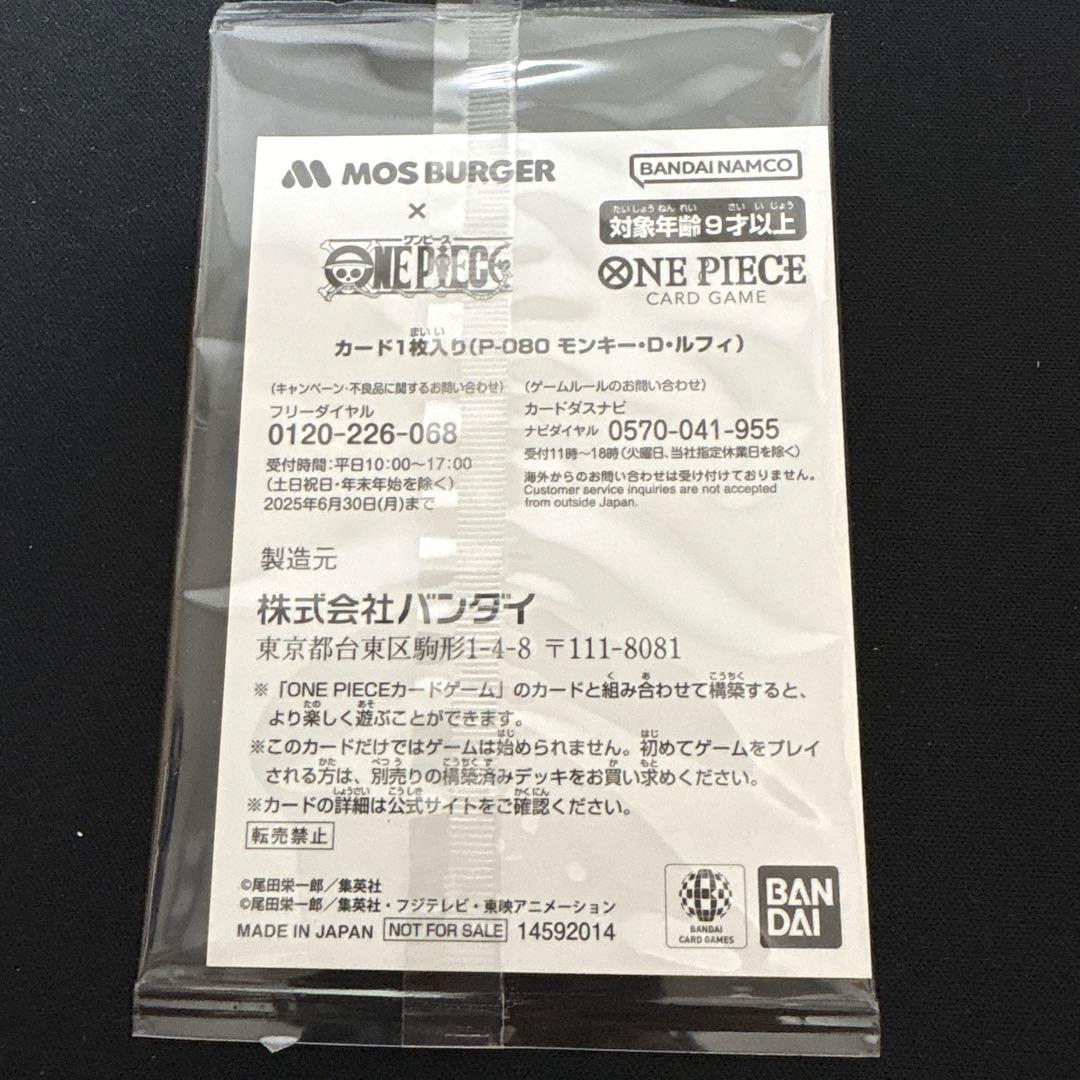 MOS BURGER
×
ワンピース
ONE PIECE
BANDAI NAMCO
たいしょうねんれい さいいじょう
対象年齢9才以上
ONE PIECE
CARD GAME
まいい
カード1枚入り(P-080 モンキー・D・ルフィ)
(キャンペーン・不良品に関するお問い合わせ)
フリーダイヤル
0120-226-068
受付時間:平日10:00～17:00
(土日祝日・年末年始を除く)
2025年6月30日(月)まで
(ゲームルールのお問い合わせ)
カードダスナビ
ナビダイヤル 0570-041-955
受付11時～18時(火曜日、当社指定休業日を除く)
海外からのお問い合わせは受け付けておりません。
Customer service inquiries are not accepted
from outside Japan.
製造元
株式会社バンダイ
東京都台東区駒形1-4-8 〒111-8081
く あ こうちく
※「ONE PIECEカードゲーム」のカードと組み合わせて構築すると、
たの あそ
より楽しく遊ぶことができます。
はじ はじ
※このカードだけではゲームは始められません。初めてゲームをプレイ
かた べつう こうちくず か もと
される方は、別売りの構築済みデッキをお買い求めください。
しょうさい こうしき かくにん
※カードの詳細は公式サイトをご確認ください。
転売禁止
©尾田栄一郎／集英社
©尾田栄一郎／集英社・フジテレビ・東映アニメーション
MADE IN JAPAN NOT FOR SALE 14592014
BANDAI
CARD GAMES
BAN
DAI